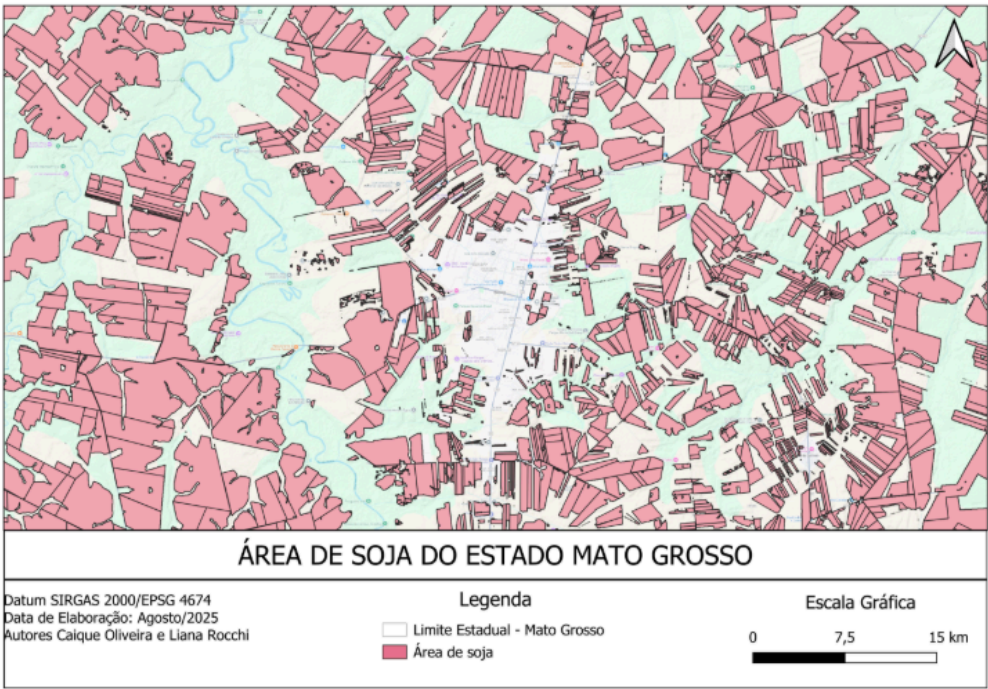 ÁREA DE SOJA DO ESTADO MATO GROSSO
Datum SIRGAS 2000/EPSG 4674
Data de Elaboração: Agosto/2025
Autores Caique Oliveira e Liana Rocchi
Legenda
Limite Estadual - Mato Grosso
Área de soja
Escala Gráfica
0 7,5 15 km